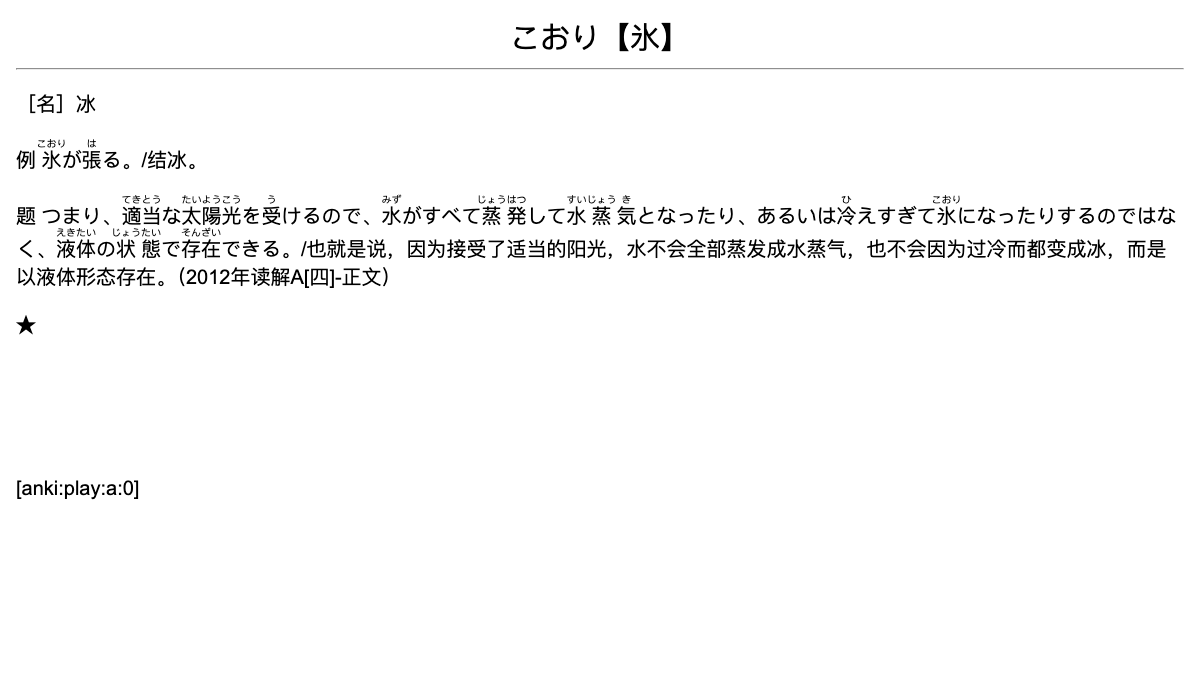 こおり【氷】
［名］冰
こおり は
例 氷が張る。/结冰。
てきとう たいようこう う みず じょうはつ すいじょう き ひ こおり
题 つまり、適当な太陽光を受けるので、水がすべて蒸発して水蒸気となったり、あるいは冷えすぎて氷になったりするのではな
えきたい じょうたい そんざい
く、液体の状態で存在できる。/也就是说，因为接受了适当的阳光，水不会全部蒸发成水蒸气，也不会因为过冷而都变成冰，而是
以液体形态存在。（2012年读解A[四]-正文）
★
[anki:play:a:0]